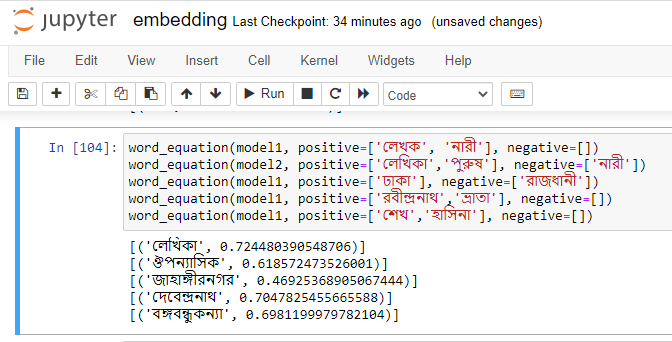 jupyter embedding Last Checkpoint: 34 minutes ago (unsaved changes)
File Edit View Insert Cell Kernel Widgets Help
Run Code
In [104]: word_equation(model1, positive=['লেখক', 'নারী'], negative=[])
word_equation(model2, positive=['লেখিকা','পুরুষ'], negative=['নারী'])
word_equation(model1, positive=['ঢাকা'], negative=['রাজধানী'])
word_equation(model1, positive=['রবীন্দ্রনাথ','ভ্রাতা'], negative=[])
word_equation(model1, positive=['শেখ','হাসিনা'], negative=[])
[('লেখিকা', 0.724480390548706)]
[('ঔপন্যাসিক', 0.618572473526001)]
[('জাহাঙ্গীরনগর', 0.46925368905067444)]
[('দেবেন্দ্রনাথ', 0.7047825455665588)]
[('বঙ্গবন্ধুকন্যা', 0.6981199979782104)]